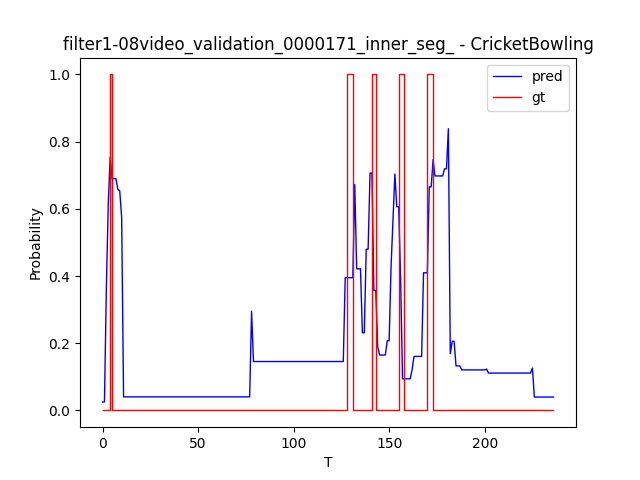 filter1-08video_validation_0000171_inner_seg_ - CricketBowling
pred
gt
1.0
0.8
0.6
0.4
0.2
0.0
Probability
0
50
100
150
200
T